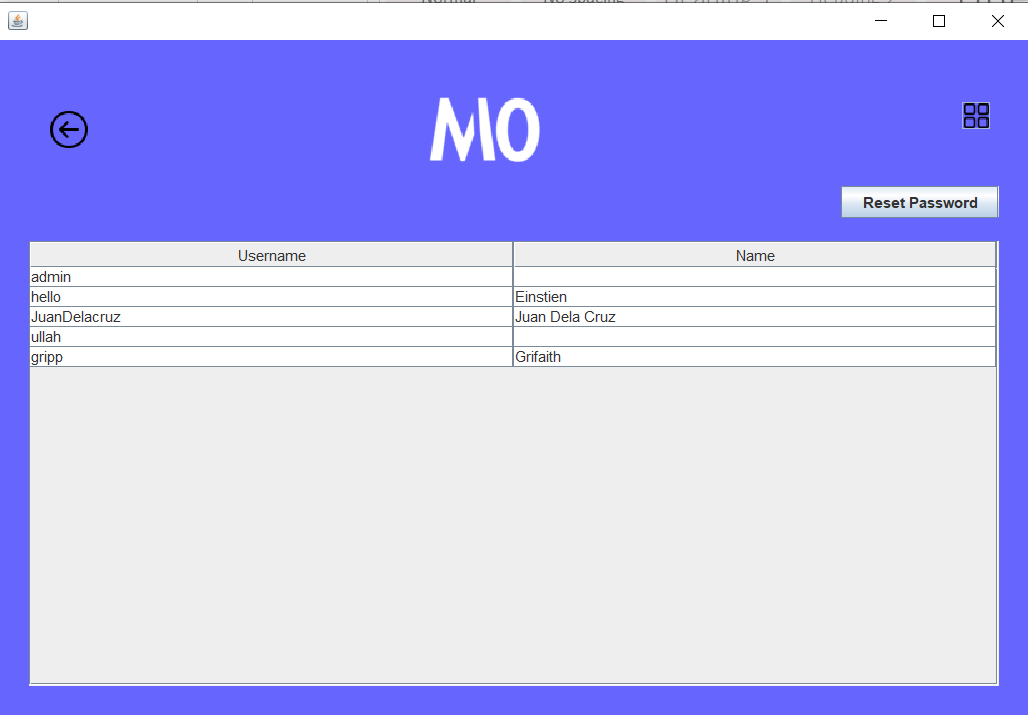 MO
Reset Password
Username Name
admin
hello Einstien
JuanDelacruz Juan Dela Cruz
ullah
gripp Grifaith